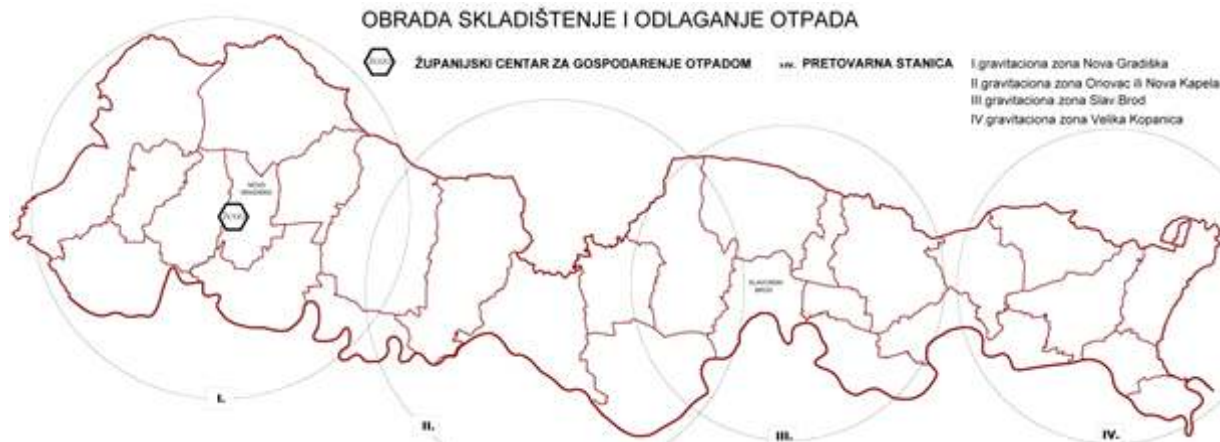 OBRADA SKLADIŠTENJE I ODLAGANJE OTPADA
ŽUPANIJSKI CENTAR ZA GOSPODARENJE OTPADOM
PRETOVARNA STANICA
I.gravitaciona zona Nova Gradiška
II gravitaciona zona Oriovac ili Nova Kapela
III gravitaciona zona Slav.Brod
IV.gravitaciona zona Velika Kopanica
NOVA
GRADIŠKA
SLAVONSKI
BROD
I.
II.
III.
IV.